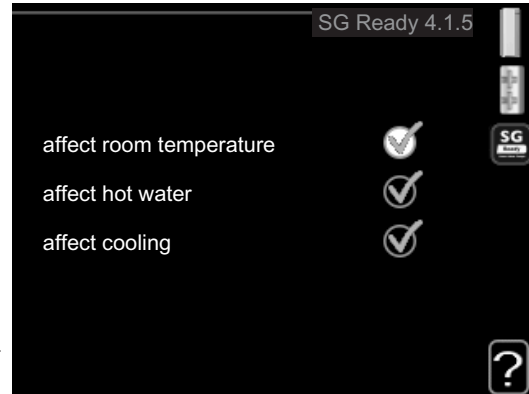 SG Ready 4.1.5
affect room temperature
SG
Ready
affect hot water
affect cooling
?